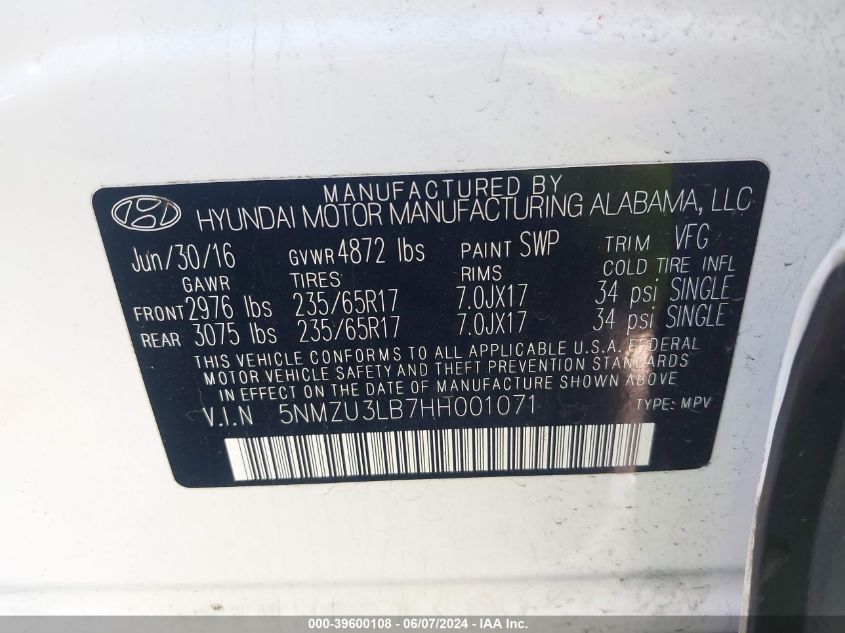 MANUFACTURED BY
HYUNDAI MOTOR MANUFACTURING ALABAMA, LLC
Jun/30/16 GVWR 4872 lbs PAINT SWP TRIM VFG
GAWR TIRES RIMS COLD TIRE INFL
FRONT 2976 lbs 235/65R17 7.0JX17 34 psi SINGLE
REAR 3075 lbs 235/65R17 7.0JX17 34 psi SINGLE
THIS VEHICLE CONFORMS TO ALL APPLICABLE U.S.A. FEDERAL
MOTOR VEHICLE SAFETY AND THEFT PREVENTION STANDARDS
IN EFFECT ON THE DATE OF MANUFACTURE SHOWN ABOVE.
V.I.N 5NMZU3LB7HH001071 TYPE: MPV
000-39600108 - 06/07/2024 - IAA Inc.